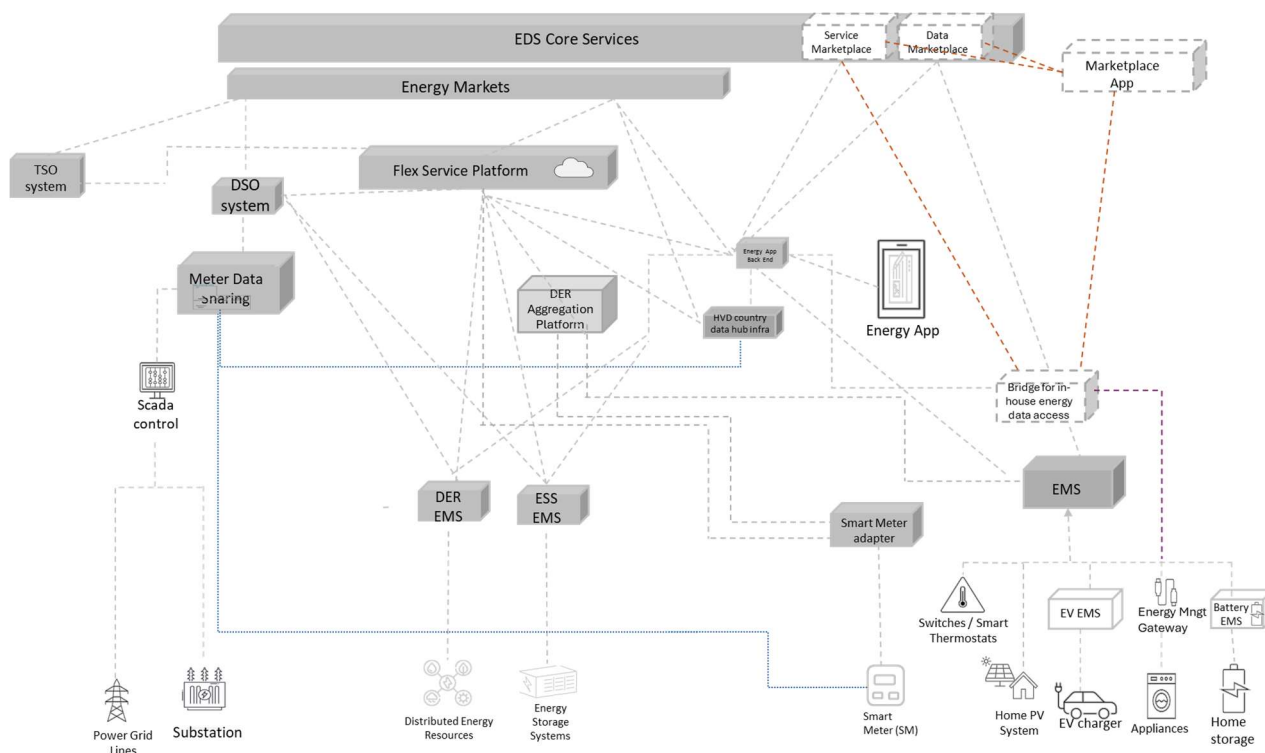 EDS Core Services
Service
Marketplace
Data
Marketplace
Marketplace
App
Energy Markets
TSO
system
Flex Service Platform
DSO
system
Energy App
Back End
Meter Data
Sharing
DER
Aggregation
Platform
HVD country
data hub infra
Energy App
Scada
control
Bridge for in-
house energy
data access
DER
EMS
ESS
EMS
EMS
Smart Meter
adapter
Switches / Smart
Thermostats
EV EMS
Energy Mngt
Gateway
Battery
EMS
Power Grid
Lines
Substation
Distributed Energy
Resources
Energy
Storage
Systems
Smart
Meter (SM)
Home PV
System
EV charger
Appliances
Home
storage